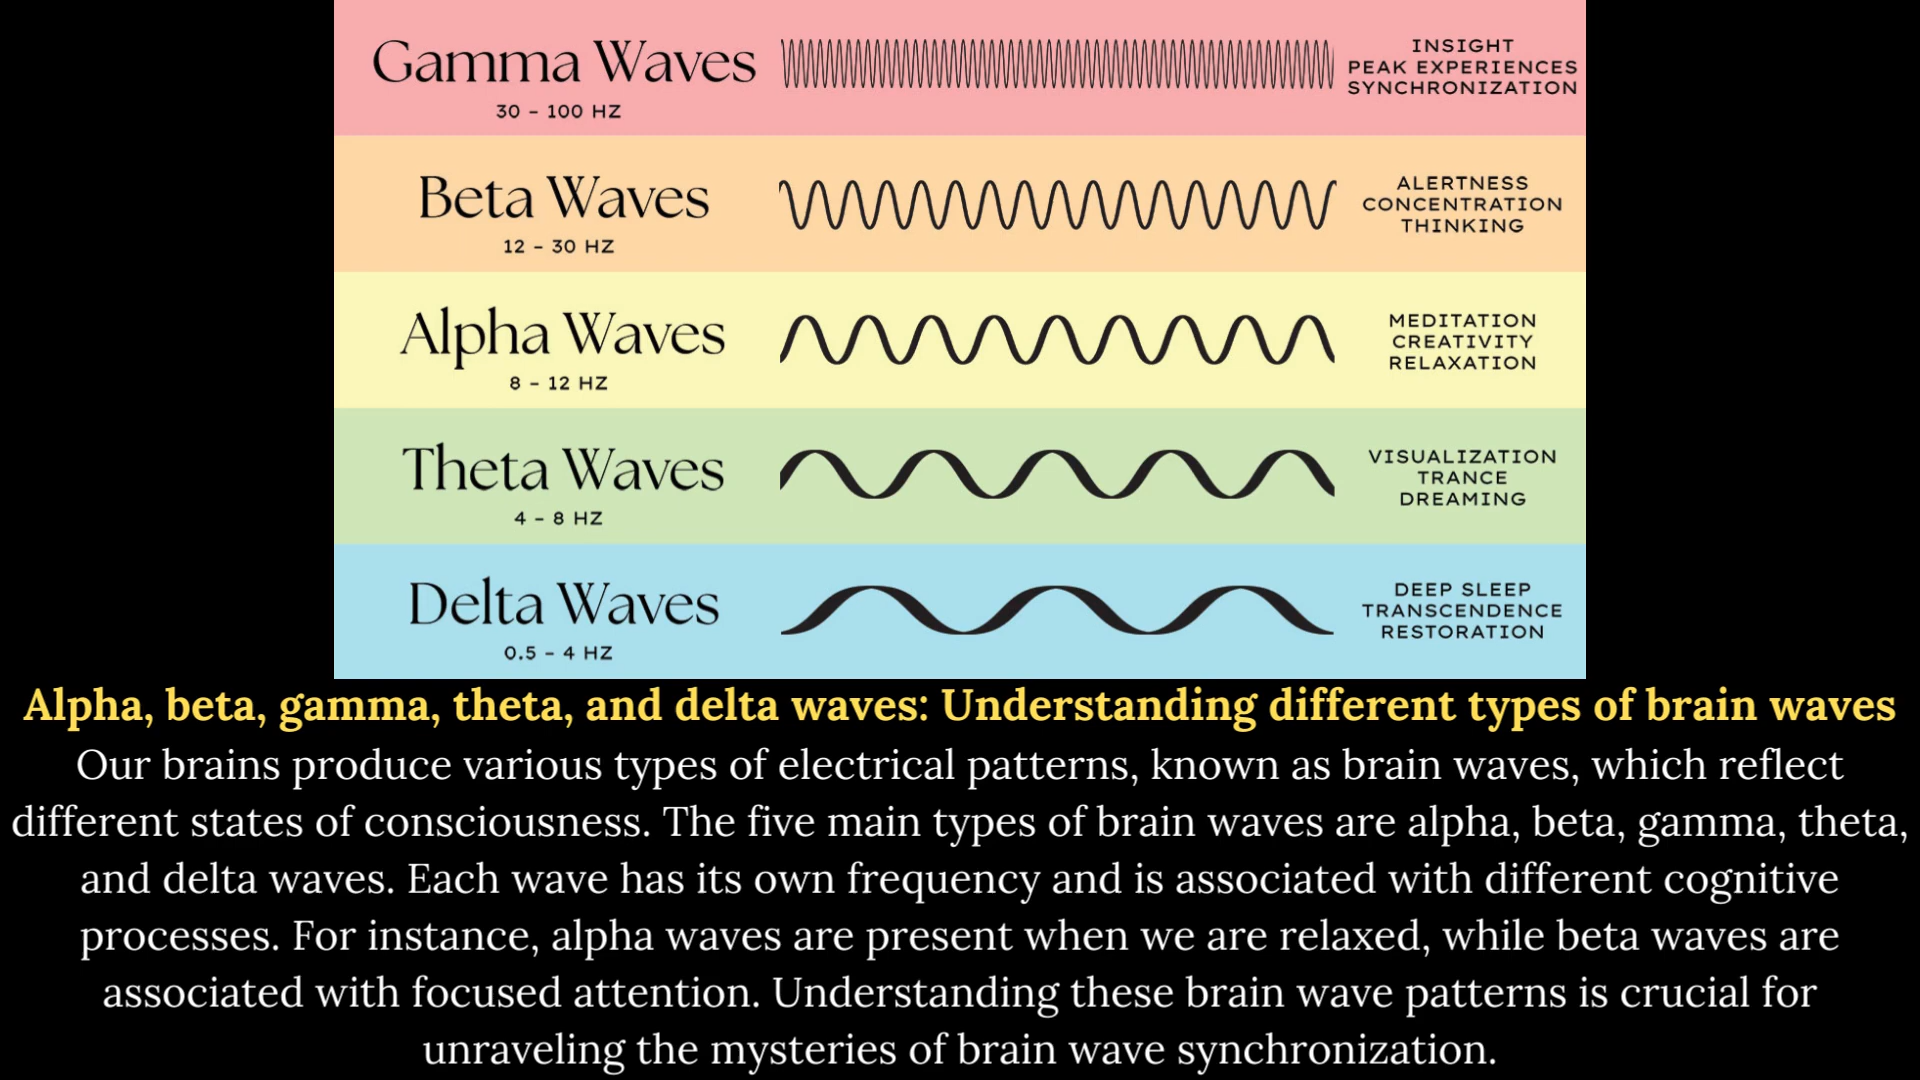 Gamma Waves
30 – 100 HZ
INSIGHT
PEAK EXPERIENCES
SYNCHRONIZATION
Beta Waves
12 – 30 HZ
ALERTNESS
CONCENTRATION
THINKING
Alpha Waves
8 – 12 HZ
MEDITATION
CREATIVITY
RELAXATION
Theta Waves
4 – 8 HZ
VISUALIZATION
TRANCE
DREAMING
Delta Waves
0.5 – 4 HZ
DEEP SLEEP
TRANSCENDENCE
RESTORATION
Alpha, beta, gamma, theta, and delta waves: Understanding different types of brain waves
Our brains produce various types of electrical patterns, known as brain waves, which reflect
different states of consciousness. The five main types of brain waves are alpha, beta, gamma, theta,
and delta waves. Each wave has its own frequency and is associated with different cognitive
processes. For instance, alpha waves are present when we are relaxed, while beta waves are
associated with focused attention. Understanding these brain wave patterns is crucial for
unraveling the mysteries of brain wave synchronization.